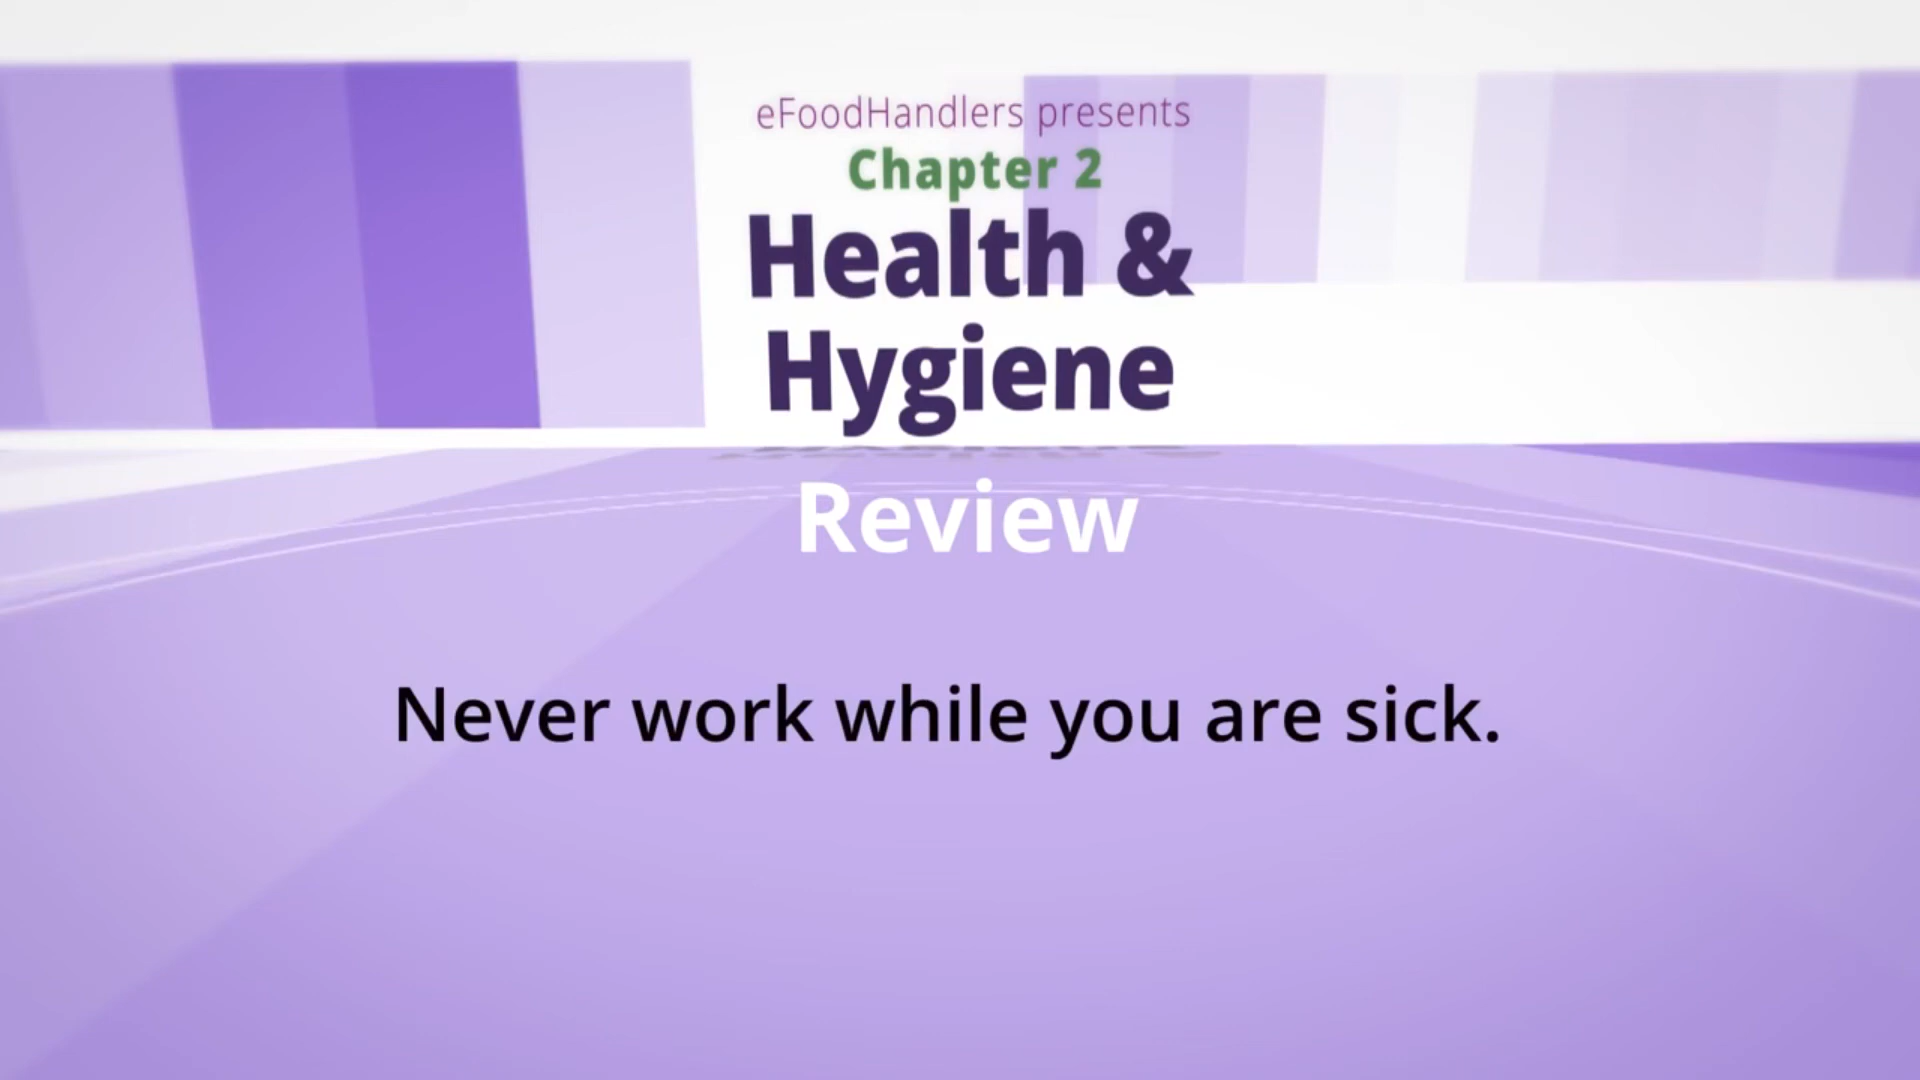 eFoodHandlers presents
Chapter 2
Health &
Hygiene
Review
Never work while you are sick.